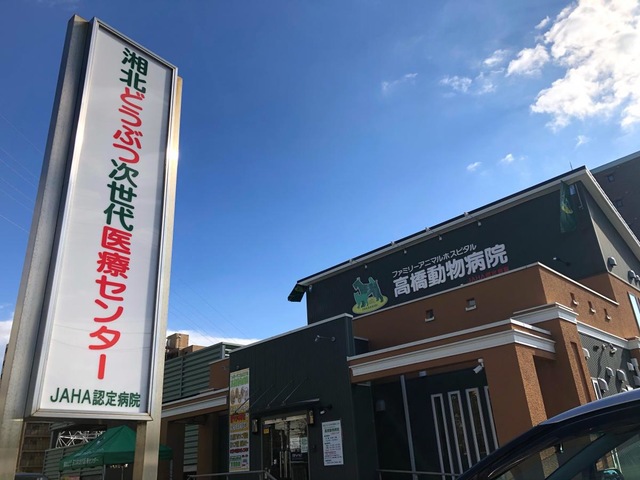 湘北どうぶつ次世代医療センター
JAHA認定病院
ファミリーアニマルホスピタル
高橋動物病院